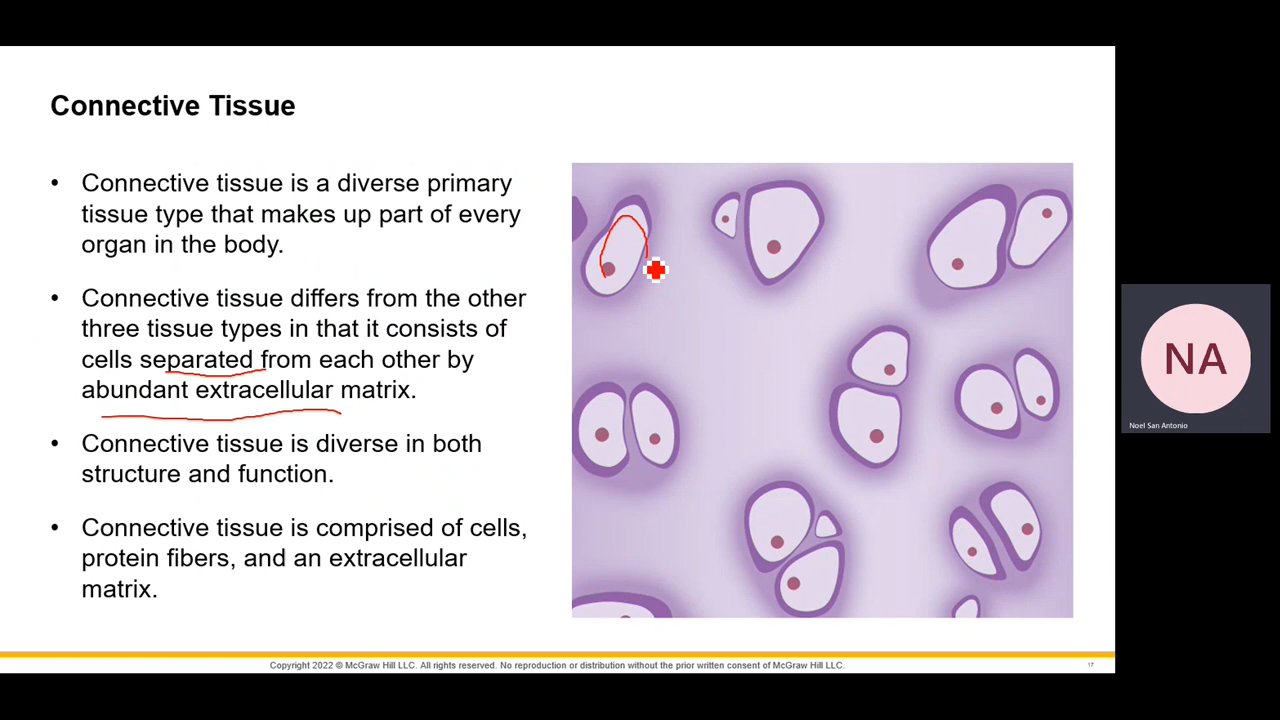 Connective Tissue
• Connective tissue is a diverse primary
tissue type that makes up part of every
organ in the body.
• Connective tissue differs from the other
three tissue types in that it consists of
cells separated from each other by
abundant extracellular matrix.
• Connective tissue is diverse in both
structure and function.
• Connective tissue is comprised of cells,
protein fibers, and an extracellular
matrix.
NA
Noel San Antonio
Copyright 2022 © McGraw Hill LLC. All rights reserved. No reproduction or distribution without the prior written consent of McGraw Hill LLC.
17